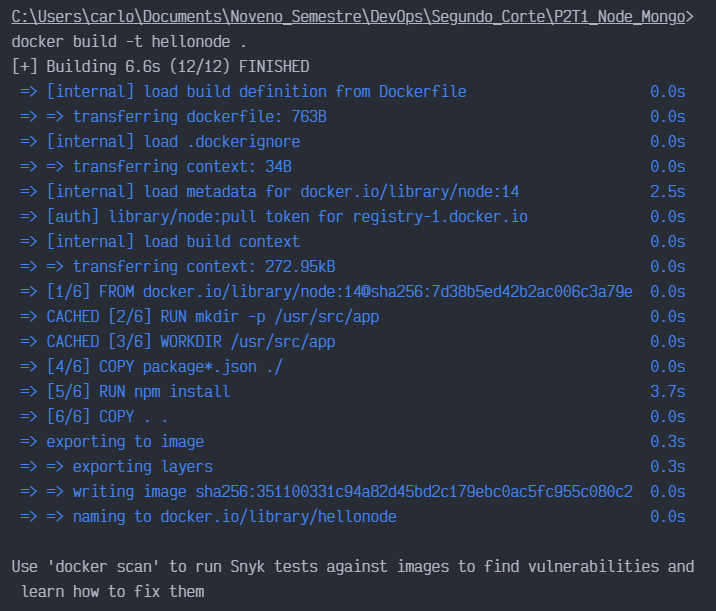 C:\Users\carlo\Documents\Noveno_Semestre\DevOps\Segundo_Corte\P2T1_Node_Mongo>
docker build -t hellonode .
[+] Building 6.6s (12/12) FINISHED
=> [internal] load build definition from Dockerfile 0.0s
=> => transferring dockerfile: 763B 0.0s
=> [internal] load .dockerignore 0.0s
=> => transferring context: 34B 0.0s
=> [internal] load metadata for docker.io/library/node:14 2.5s
=> [auth] library/node:pull token for registry-1.docker.io 0.0s
=> [internal] load build context 0.0s
=> => transferring context: 272.95kB 0.0s
=> [1/6] FROM docker.io/library/node:14@sha256:7d38b5ed42b2ac006c3a79e 0.0s
=> CACHED [2/6] RUN mkdir -p /usr/src/app 0.0s
=> CACHED [3/6] WORKDIR /usr/src/app 0.0s
=> [4/6] COPY package*.json ./ 0.0s
=> [5/6] RUN npm install 3.7s
=> [6/6] COPY . . 0.0s
=> exporting to image 0.3s
=> => exporting layers 0.3s
=> => writing image sha256:351100331c94a82d45bd2c179ebc0ac5fc955c080c2 0.0s
=> => naming to docker.io/library/hellonode 0.0s
Use 'docker scan' to run Snyk tests against images to find vulnerabilities and
learn how to fix them